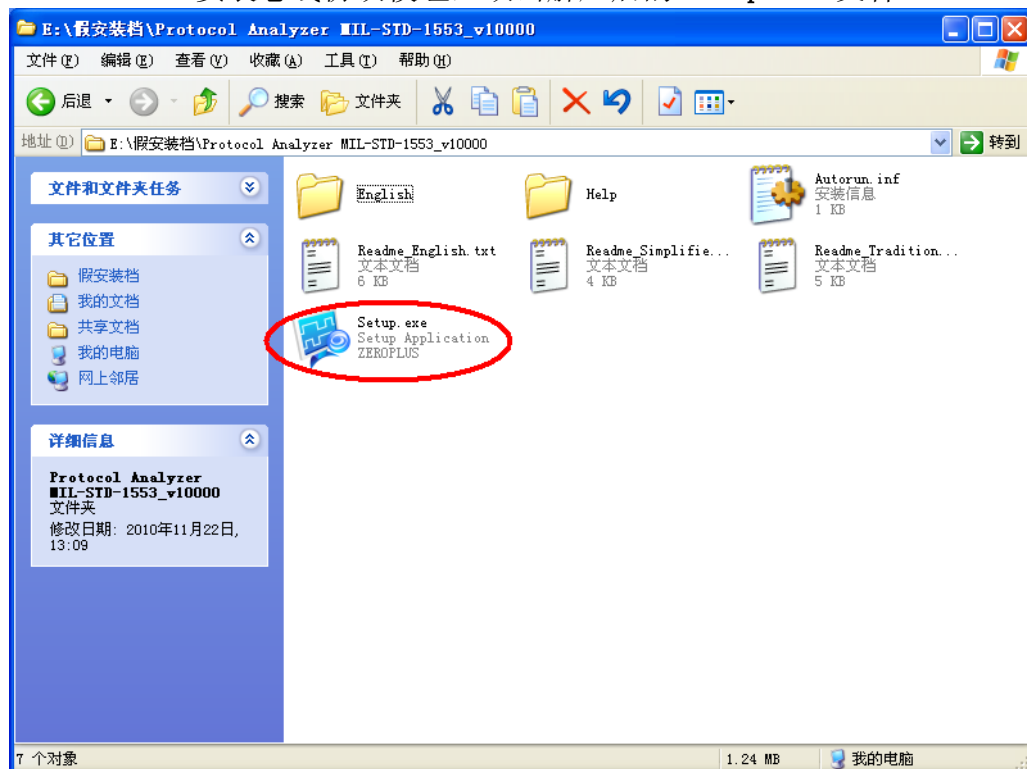 E:\假安装档\Protocol Analyzer MIL-STD-1553_v10000
文件(F) 编辑(E) 查看(V) 收藏(A) 工具(T) 帮助(H)
后退 搜索 文件夹
地址(D) E:\假安装档\Protocol Analyzer MIL-STD-1553_v10000 转到
文件和文件夹任务
其它位置
假安装档
我的文档
共享文档
我的电脑
网上邻居
详细信息
Protocol Analyzer
MIL-STD-1553_v10000
文件夹
修改日期: 2010年11月22日,
13:09
English
Help
Autorun.inf
安装信息
1 KB
Readme_English.txt
文本文档
6 KB
Readme_Simplifie...
文本文档
4 KB
Readme_Tradition...
文本文档
5 KB
Setup.exe
Setup Application
ZEROPLUS
7 个对象 1.24 MB 我的电脑